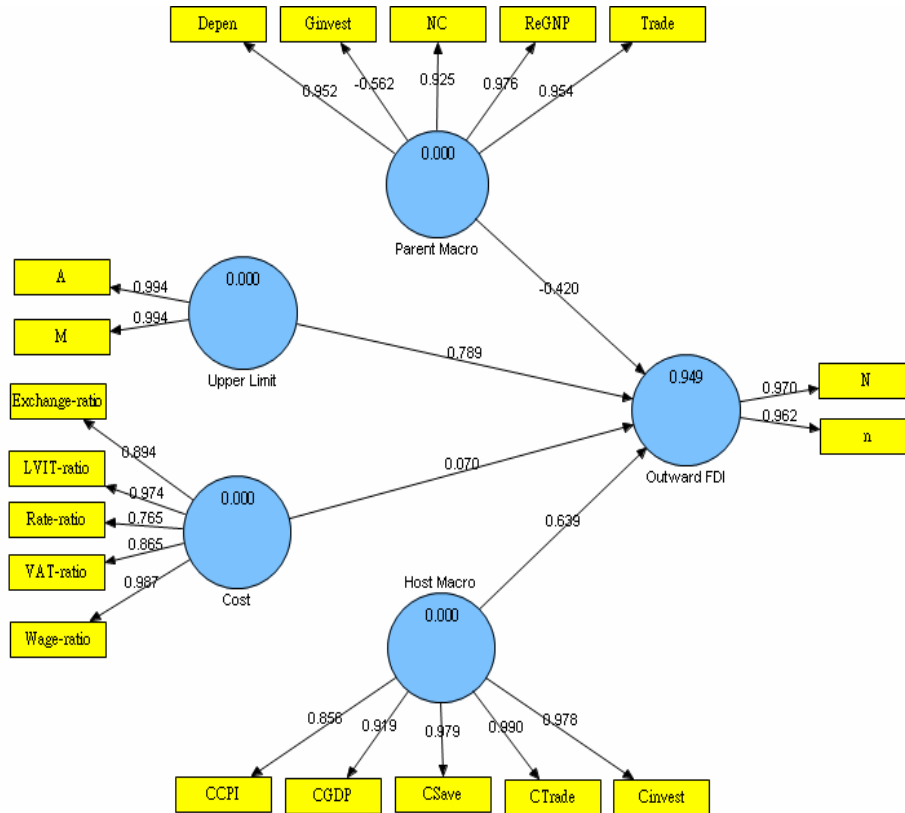 Depen Ginvest NC ReGNP Trade
0.952 -0.562 0.925 0.976 0.954
0.000
Parent Macro
A
M
0.994
0.994
0.000
Upper Limit
-0.420
0.789
Exchange-ratio
LVIT-ratio
Rate-ratio
VAT-ratio
Wage-ratio
0.894
0.974
0.765
0.865
0.987
0.000
Cost
0.070
0.949
Outward FDI
0.970
0.962
N
n
0.639
Host Macro
0.000
0.856 0.919 0.979 0.990 0.978
CCPI CGDP CSave CTrade Cinvest